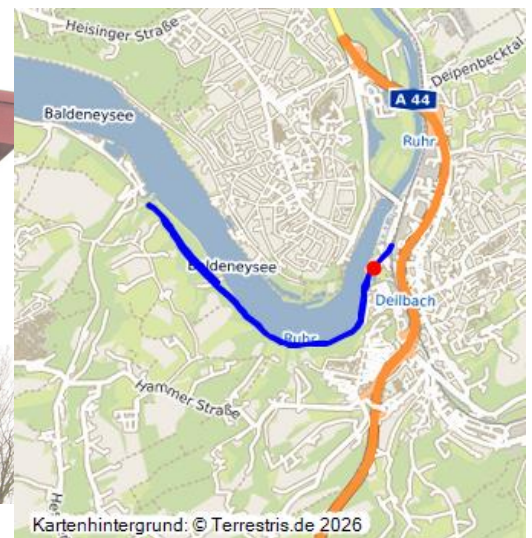 Heisinger Straße
Baldeneysee
A 44
Deipenbecktal
Ruhr
Baldeneysee
Deilbach
Ruhr
Hammer Straße
Kartenhintergrund: © Terrestris.de 2026